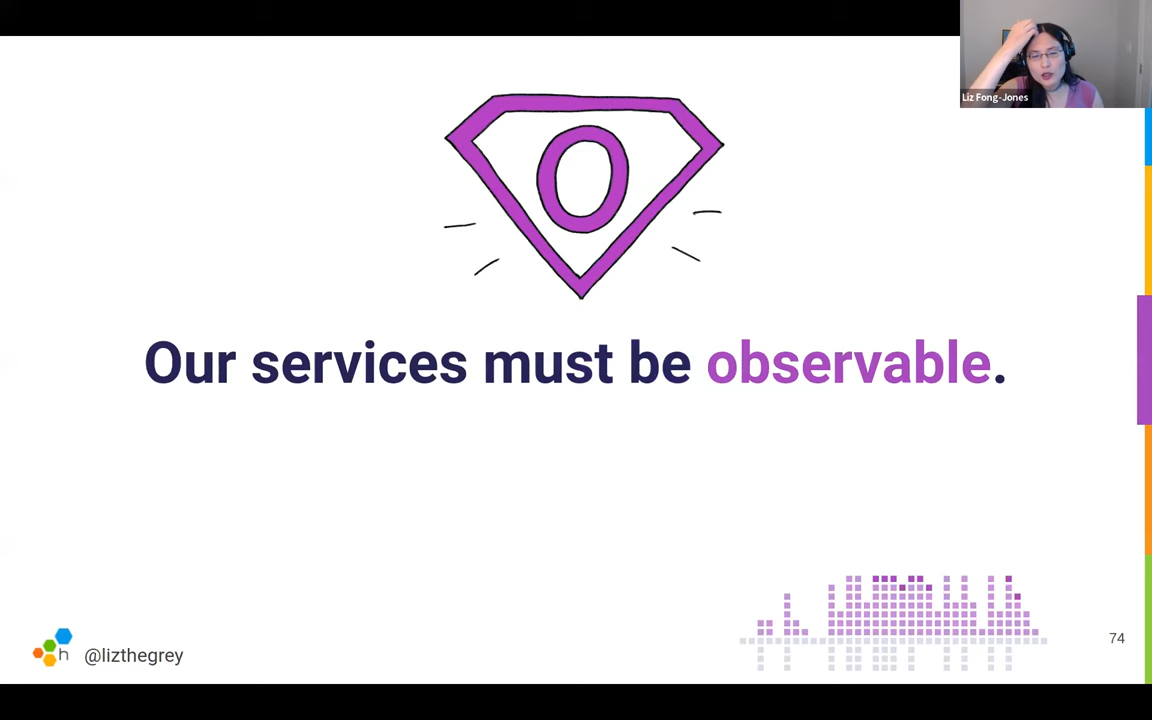 Liz Fong-Jones
O
Our services must be observable.
h @lizthegrey
74